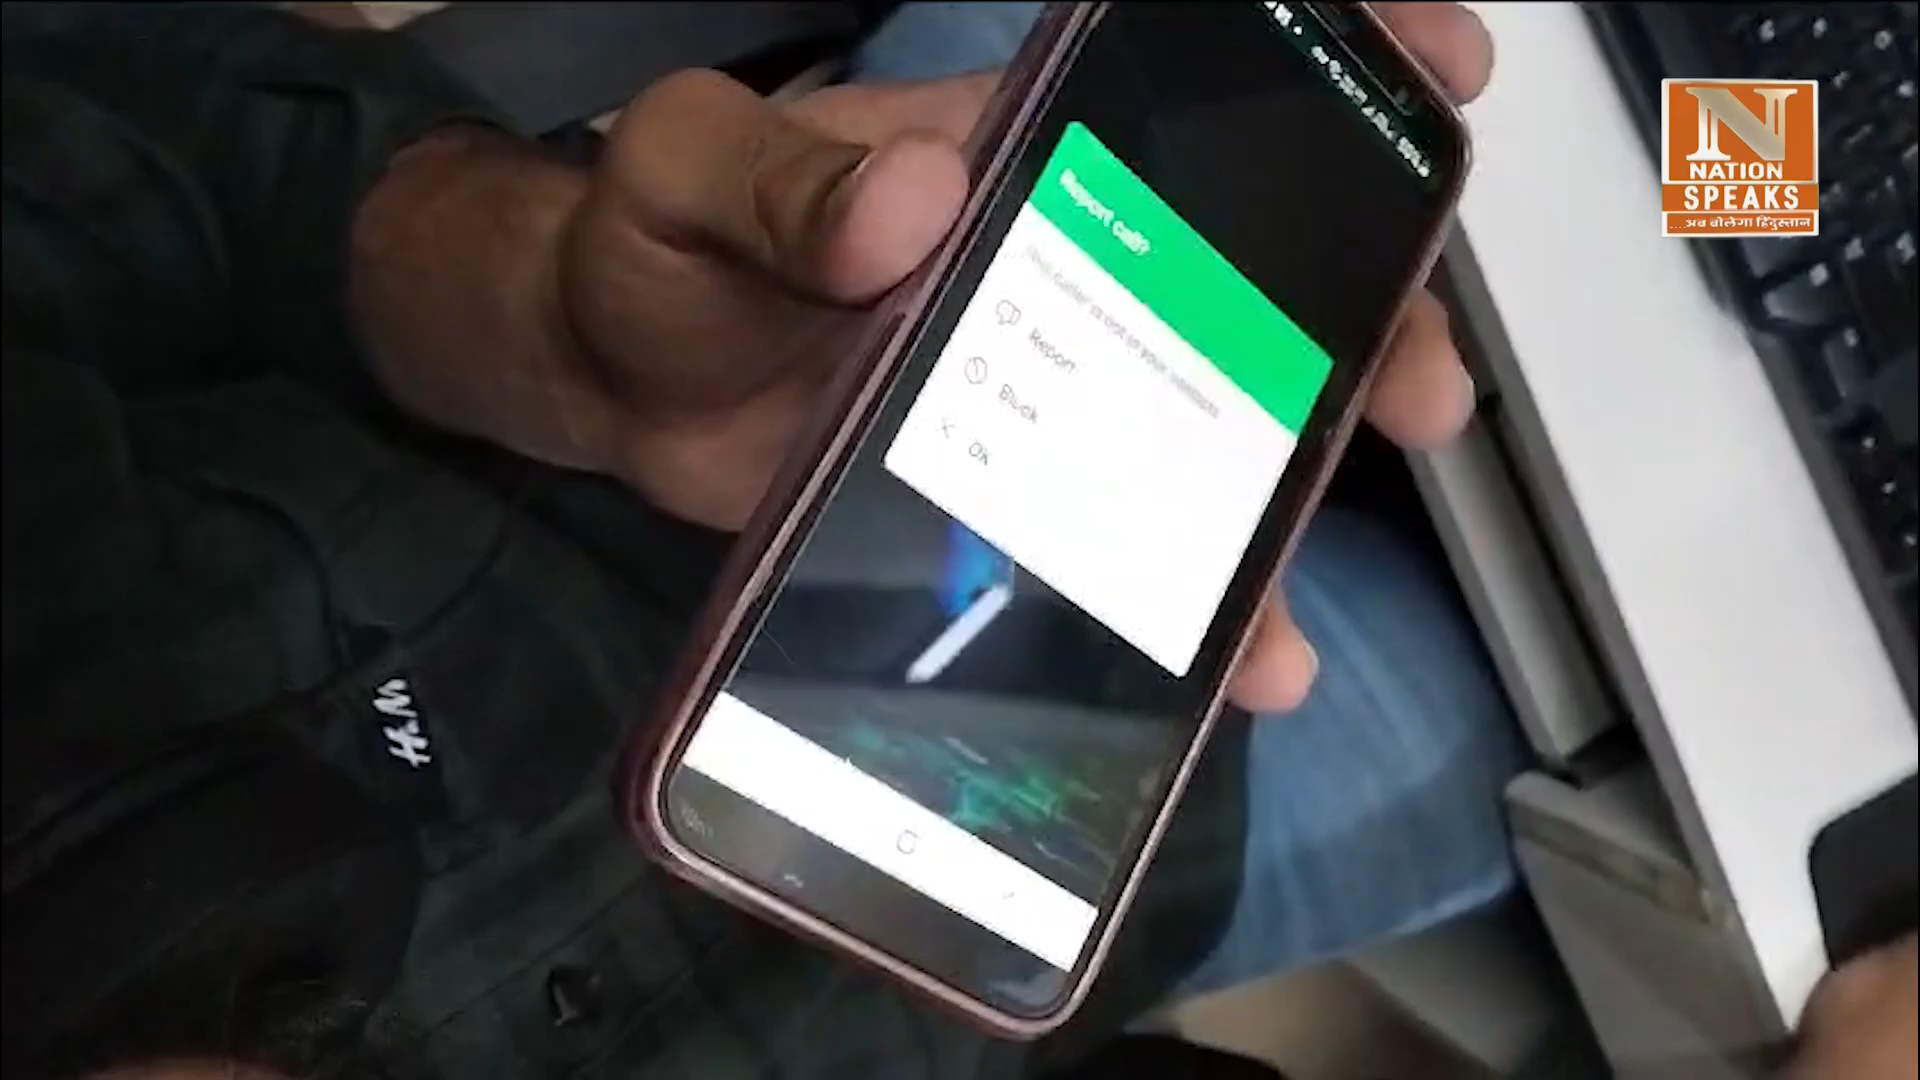 Report call?
This caller is not in your contacts
Report
Block
OK
H&M
N
NATION
SPEAKS
...अब बोलेगा हिंदुस्तान